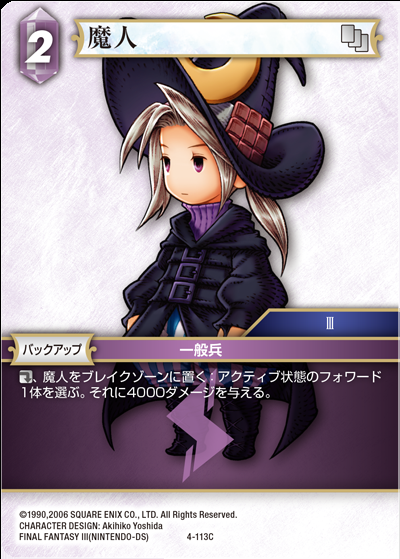 2
魔人
III
バックアップ
一般兵
、魔人をブレイクゾーンに置く：アクティブ状態のフォワード
1体を選ぶ。それに4000ダメージを与える。
©1990,2006 SQUARE ENIX CO., LTD. All Rights Reserved.
CHARACTER DESIGN: Akihiko Yoshida
FINAL FANTASY III(NINTENDO-DS)
4-113C